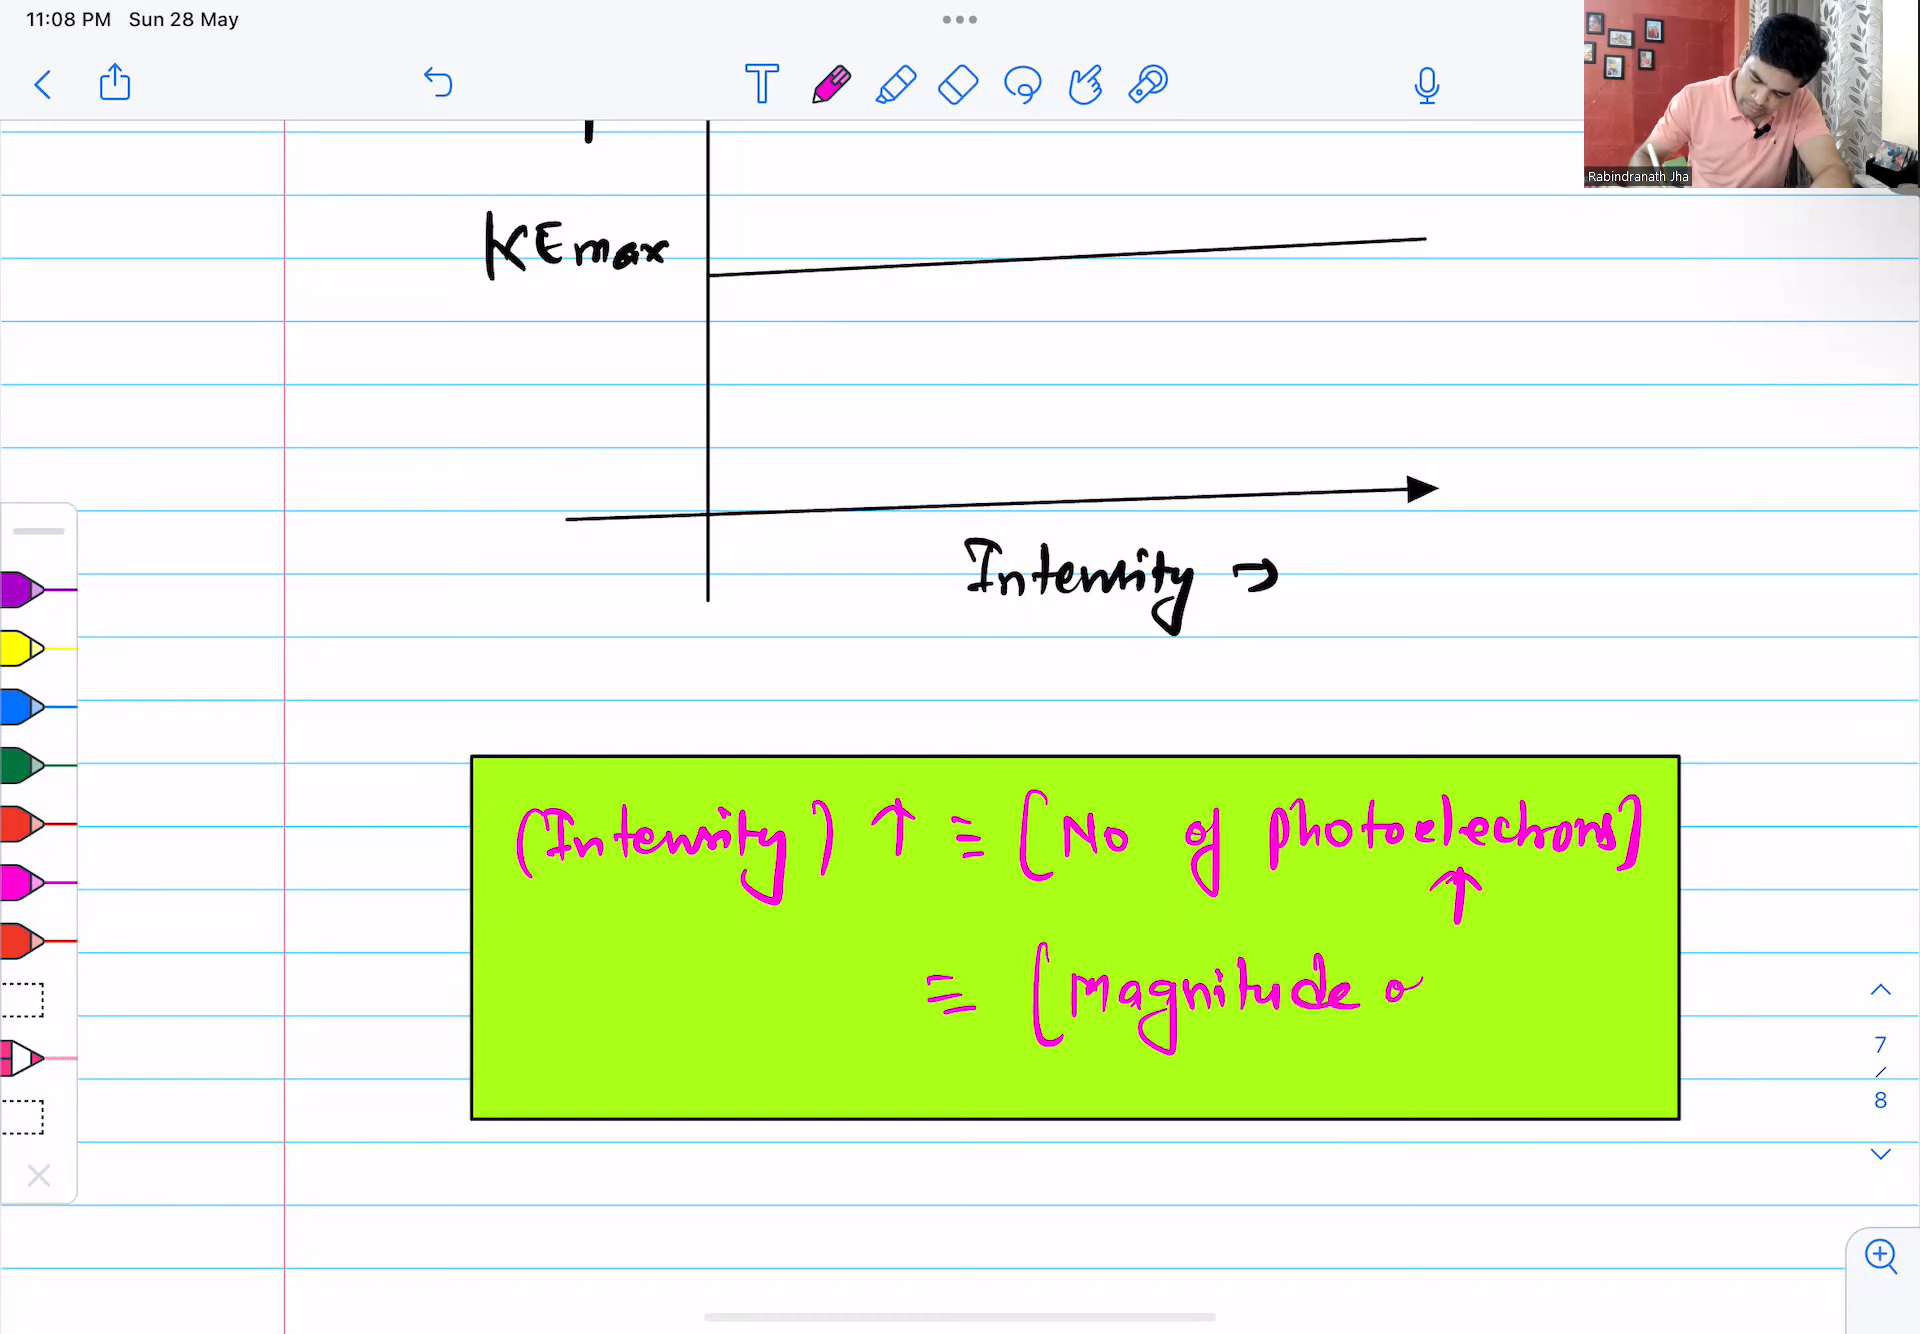 11:08 PM Sun 28 May
Rabindranath Jha
KEmax
Intensity →
(Intensity) ↑ ≡ [No of photoelectrons]
↑
≡ [Magnitude o
7
/
8